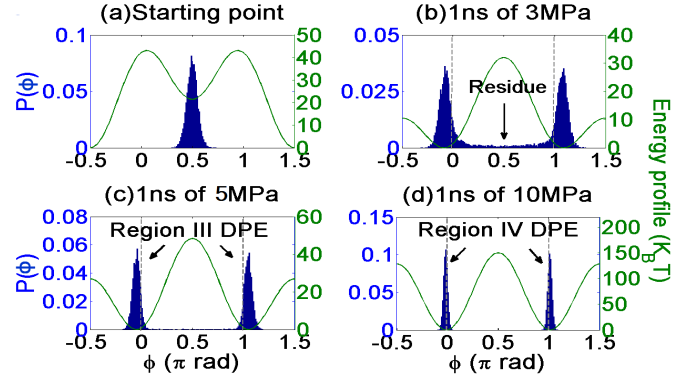 (a)Starting point
(b)1ns of 3MPa
P(ϕ)
0.1
0.05
0
50
40
30
20
10
0
-0.5 0 0.5 1 1.5
0.05
0.025
0
Residue
40
30
20
10
0
-0.5 0 0.5 1 1.5
Energy profile (K_BT)
(c)1ns of 5MPa
(d)1ns of 10MPa
P(ϕ)
0.08
0.06
0.04
0.02
0
Region III DPE
60
40
20
0
-0.5 0 0.5 1 1.5
ϕ (π rad)
0.15
0.1
0.05
0
Region IV DPE
200
150
100
50
0
-0.5 0 0.5 1 1.5
ϕ (π rad)